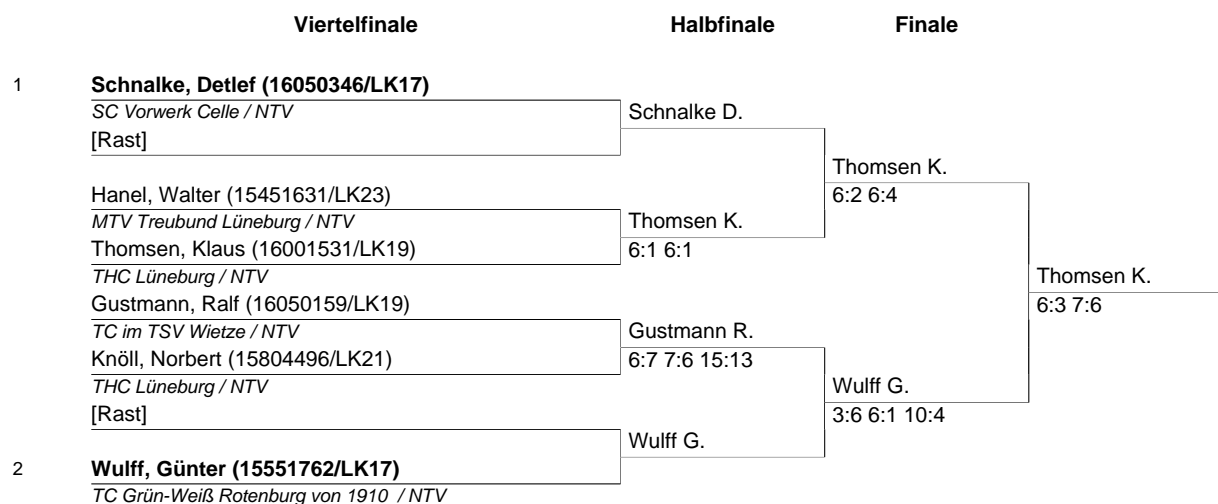 Viertelfinale Halbfinale Finale
1 Schnalke, Detlef (16050346/LK17)
SC Vorwerk Celle / NTV Schnalke D.
[Rast]
Thomsen K.
Hanel, Walter (15451631/LK23) 6:2 6:4
MTV Treubund Lüneburg / NTV Thomsen K.
Thomsen, Klaus (16001531/LK19) 6:1 6:1
THC Lüneburg / NTV Thomsen K.
Gustmann, Ralf (16050159/LK19) 6:3 7:6
TC im TSV Wietze / NTV Gustmann R.
Knöll, Norbert (15804496/LK21) 6:7 7:6 15:13
THC Lüneburg / NTV Wulff G.
[Rast] 3:6 6:1 10:4
Wulff G.
2 Wulff, Günter (15551762/LK17)
TC Grün-Weiß Rotenburg von 1910 / NTV